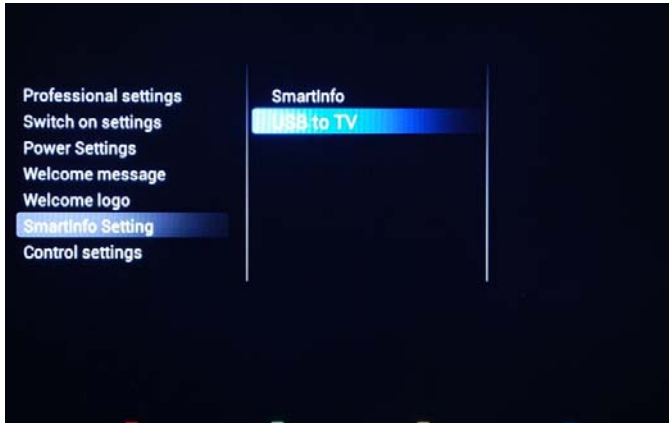 Professional settings
Switch on settings
Power Settings
Welcome message
Welcome logo
SmartInfo Setting
Control settings
SmartInfo
USB to TV